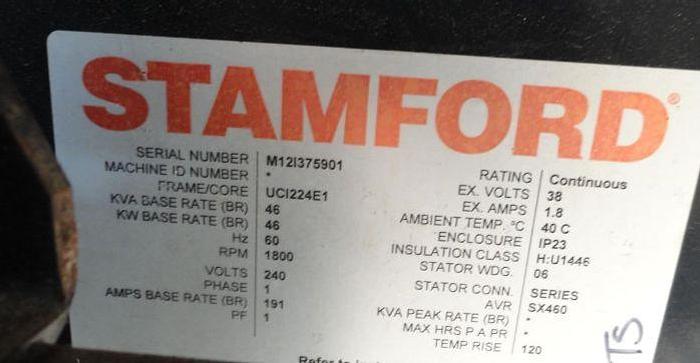 STAMFORD®
SERIAL NUMBER M12I375901
MACHINE ID NUMBER *
FRAME/CORE UCI224E1
KVA BASE RATE (BR) 46
KW BASE RATE (BR) 46
Hz 60
RPM 1800
VOLTS 240
PHASE 1
AMPS BASE RATE (BR) 191
PF 1
RATING Continuous
EX. VOLTS 38
EX. AMPS 1.8
AMBIENT TEMP. °C 40 C
ENCLOSURE IP23
INSULATION CLASS H:U1446
STATOR WDG. 06
STATOR CONN. SERIES
AVR SX460
KVA PEAK RATE (BR) *
MAX HRS P A PR *
TEMP RISE 120
TS
Refer to